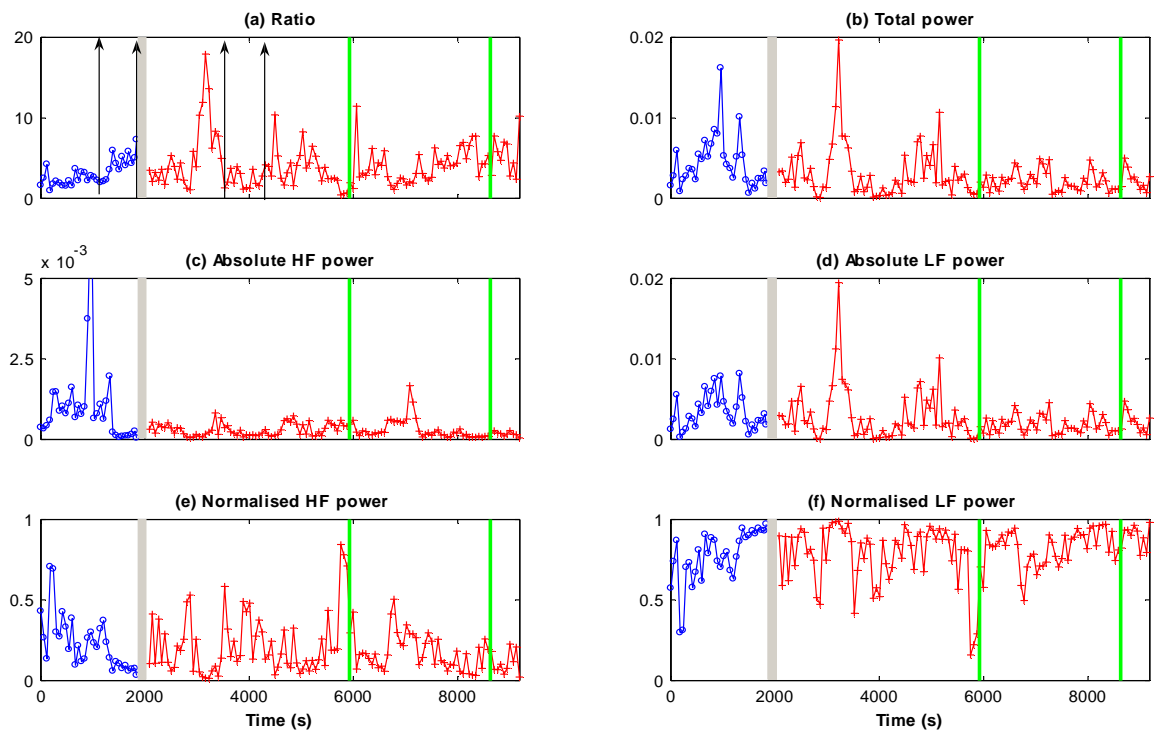 (a) Ratio
20
10
0
(b) Total power
0.02
0.01
0
x 10^-3
(c) Absolute HF power
5
2.5
0
(d) Absolute LF power
0.02
0.01
0
(e) Normalised HF power
1
0.5
0
0 2000 4000 6000 8000
Time (s)
(f) Normalised LF power
1
0.5
0
0 2000 4000 6000 8000
Time (s)